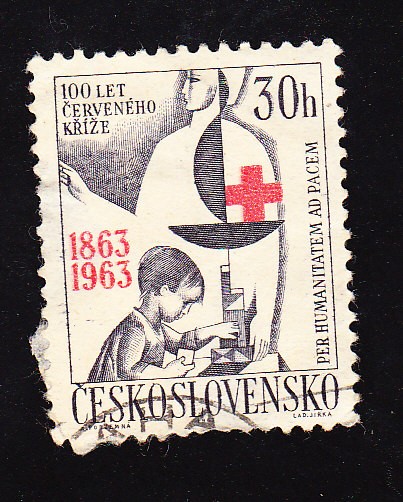 100 LET
ČERVENÉHO
KŘÍŽE
30h
1863
1963
PER HUMANITATEM AD PACEM
ČESKOSLOVENSKO
LAD. JIRKA